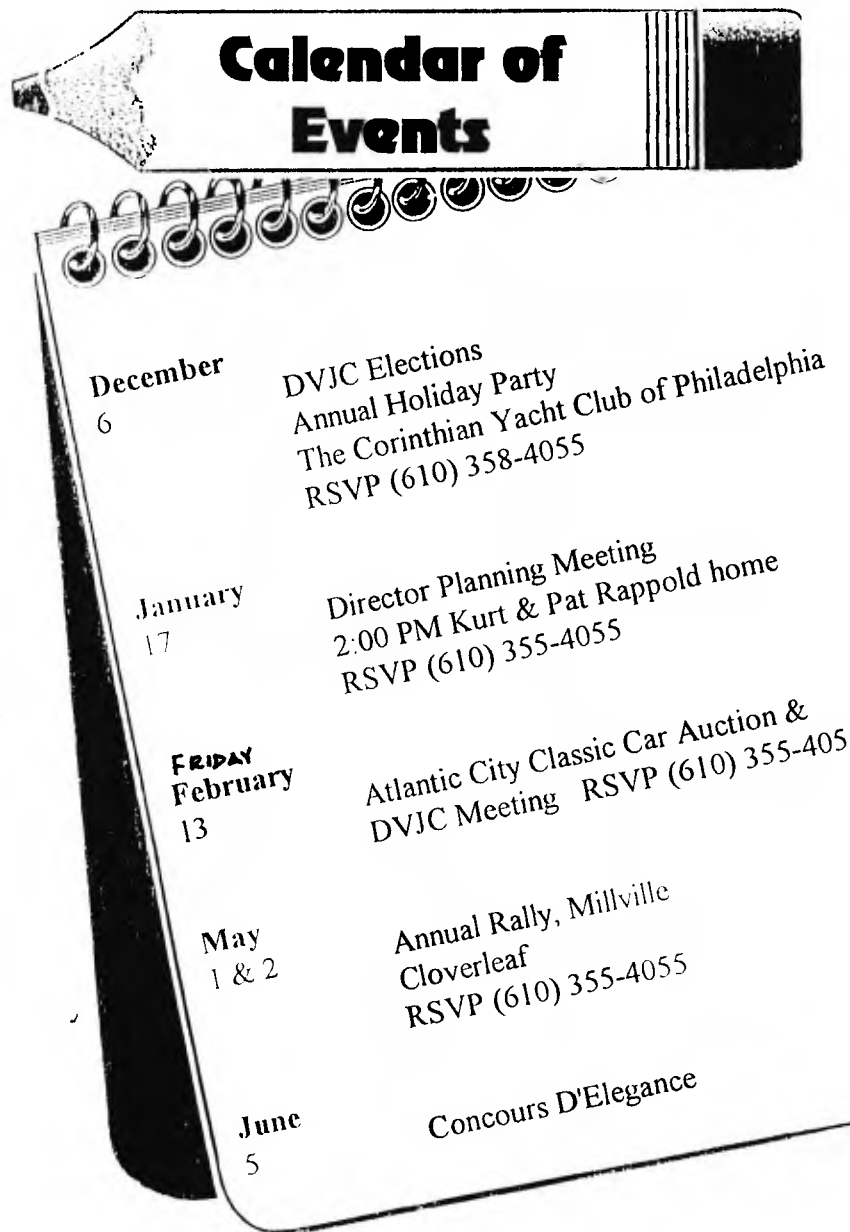 Calendar of
Events
December
6
DVJC Elections
Annual Holiday Party
The Corinthian Yacht Club of Philadelphia
RSVP (610) 358-4055
January
17
Director Planning Meeting
2:00 PM Kurt & Pat Rappold home
RSVP (610) 355-4055
FRIDAY
February
13
Atlantic City Classic Car Auction &
DVJC Meeting RSVP (610) 355-405
May
1 & 2
Annual Rally, Millville
Cloverleaf
RSVP (610) 355-4055
June
5
Concours D'Elegance